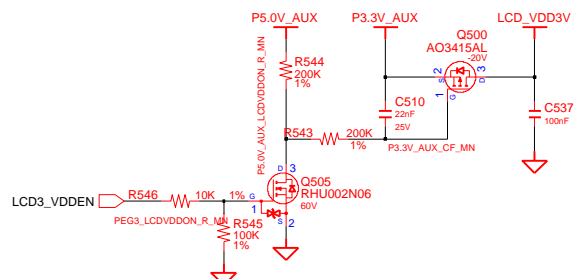 P5.0V_AUX
P3.3V_AUX
LCD_VDD3V
Q500
AO3415AL
-20V
R544
200K
1%
P5.0V_AUX_LCDVDDON_R_MN
2
S
3
D
1
G
C510
22nF
25V
C537
100nF
R543
200K
1%
P3.3V_AUX_CF_MN
D
3
Q505
RHU002N06
60V
LCD3_VDDEN
R546
10K
1%
G
1
S
2
PEG3_LCDVDDON_R_MN
R545
100K
1%